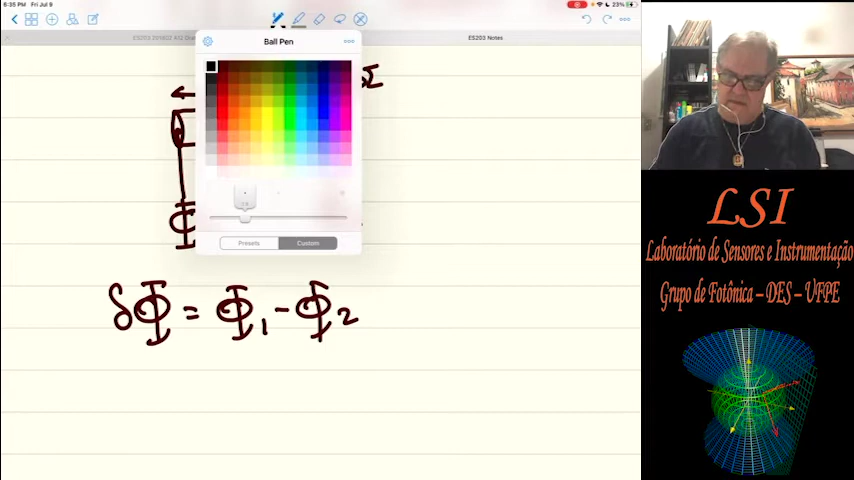 6:35 PM Fri Jul 9
23%
ES203 Notes
Ball Pen
Σ
Φ
Presets Custom
δΦ = Φ₁ - Φ₂
LSI
Laboratório de Sensores e Instrumentação
Grupo de Fotônica – DES – UFPE